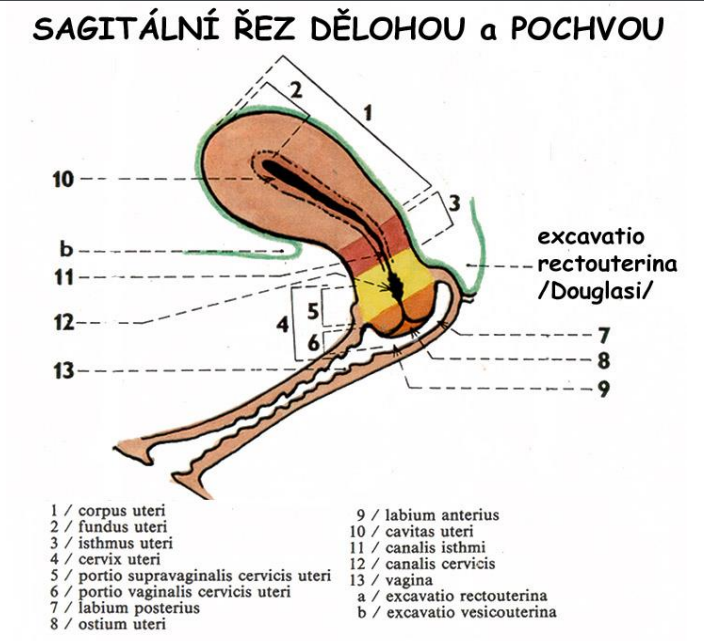 SAGITÁLNÍ ŘEZ DĚLOHOU a POCHVOU
2
1
10
3
b
excavatio
rectouterina
/Douglasi/
11
5
4
12
6
7
13
8
9
1 / corpus uteri
2 / fundus uteri
3 / isthmus uteri
4 / cervix uteri
5 / portio supravaginalis cervicis uteri
6 / portio vaginalis cervicis uteri
7 / labium posterius
8 / ostium uteri
9 / labium anterius
10 / cavitas uteri
11 / canalis isthmi
12 / canalis cervicis
13 / vagina
a / excavatio rectouterina
b / excavatio vesicouterina